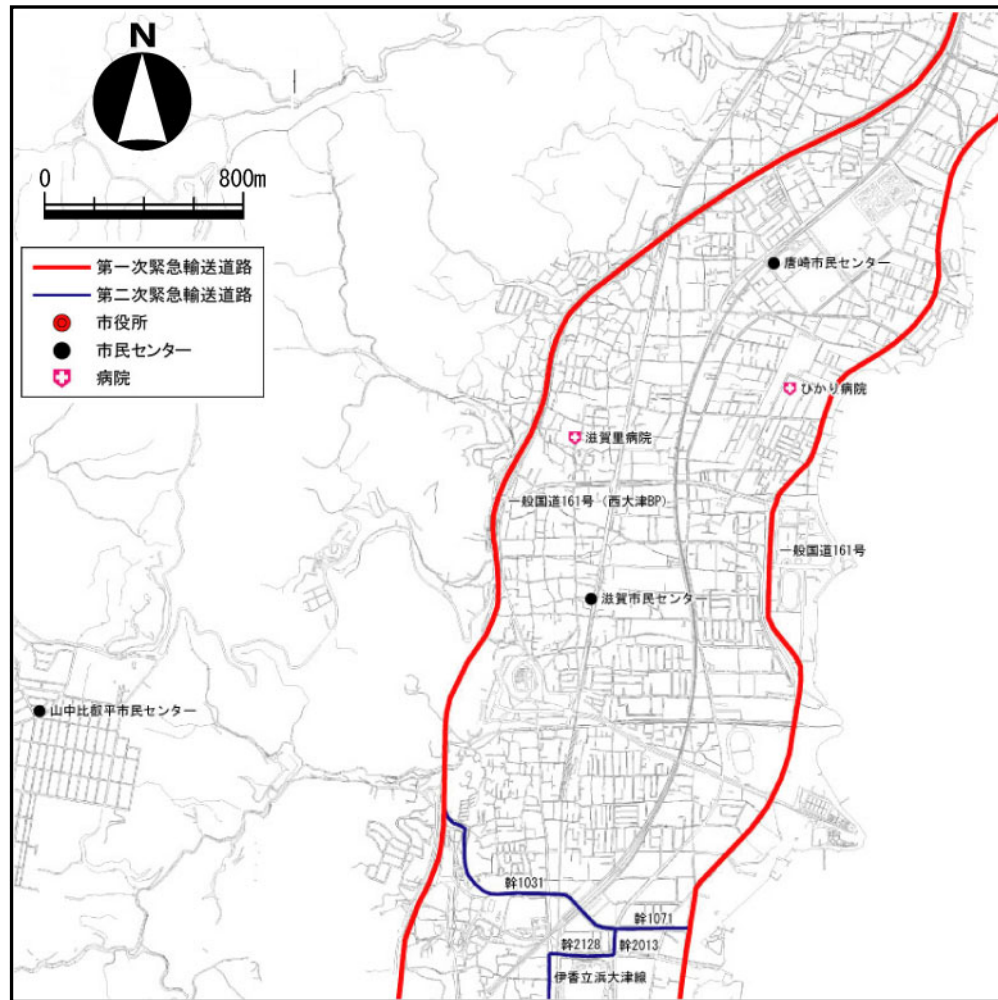 N
0 800m
第一次緊急輸送道路
第二次緊急輸送道路
市役所
市民センター
病院
唐崎市民センター
ひかり病院
滋賀里病院
一般国道161号（西大津BP）
一般国道161号
滋賀市民センター
山中比叡平市民センター
幹1031
幹1071
幹2128
幹2013
伊香立浜大津線